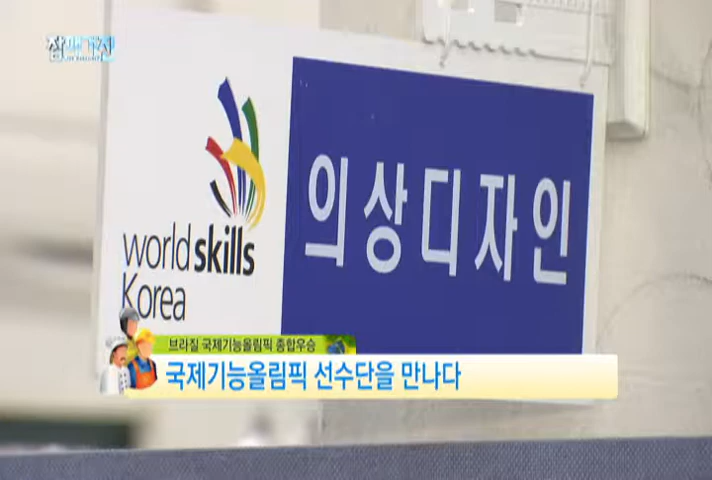 의상디자인
worldskills
Korea
브라질 국제기능올림픽 종합우승
국제기능올림픽 선수단을 만나다